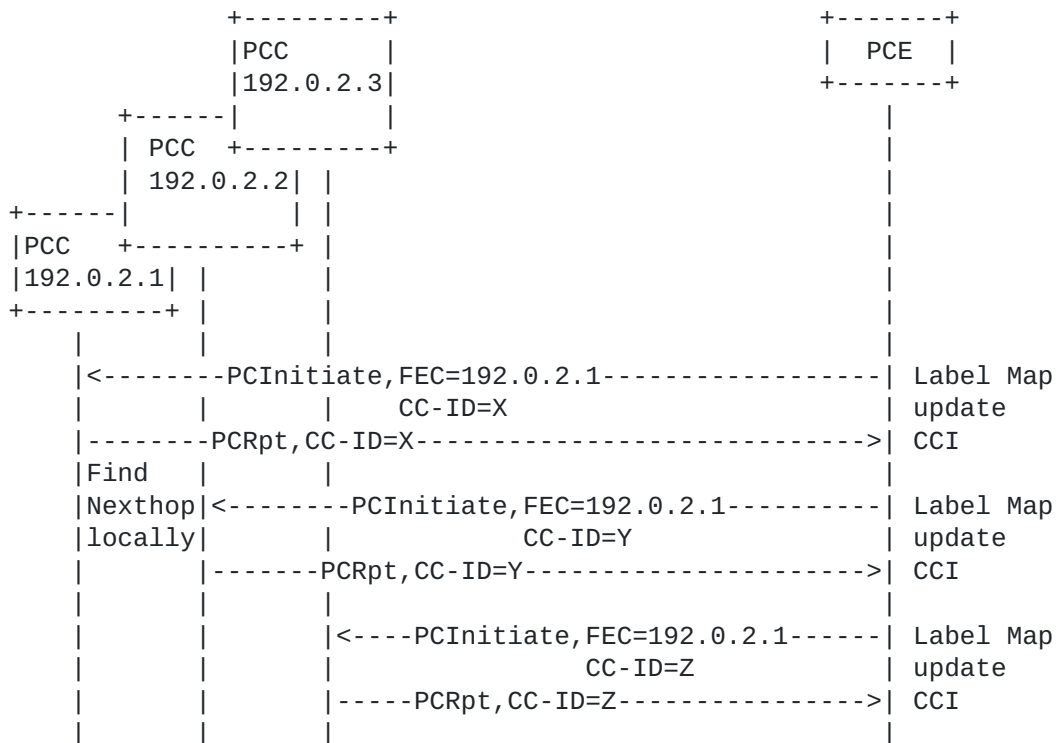 PCC
PCE
192.0.2.3
PCC
192.0.2.2
PCC
192.0.2.1
<--------PCInitiate,FEC=192.0.2.1------------------ Label Map
CC-ID=X update
--------PCRpt,CC-ID=X-----------------------------> CCI
Find
Nexthop <--------PCInitiate,FEC=192.0.2.1---------- Label Map
locally CC-ID=Y update
-------PCRpt,CC-ID=Y----------------------> CCI
<----PCInitiate,FEC=192.0.2.1------ Label Map
CC-ID=Z update
-----PCRpt,CC-ID=Z----------------> CCI